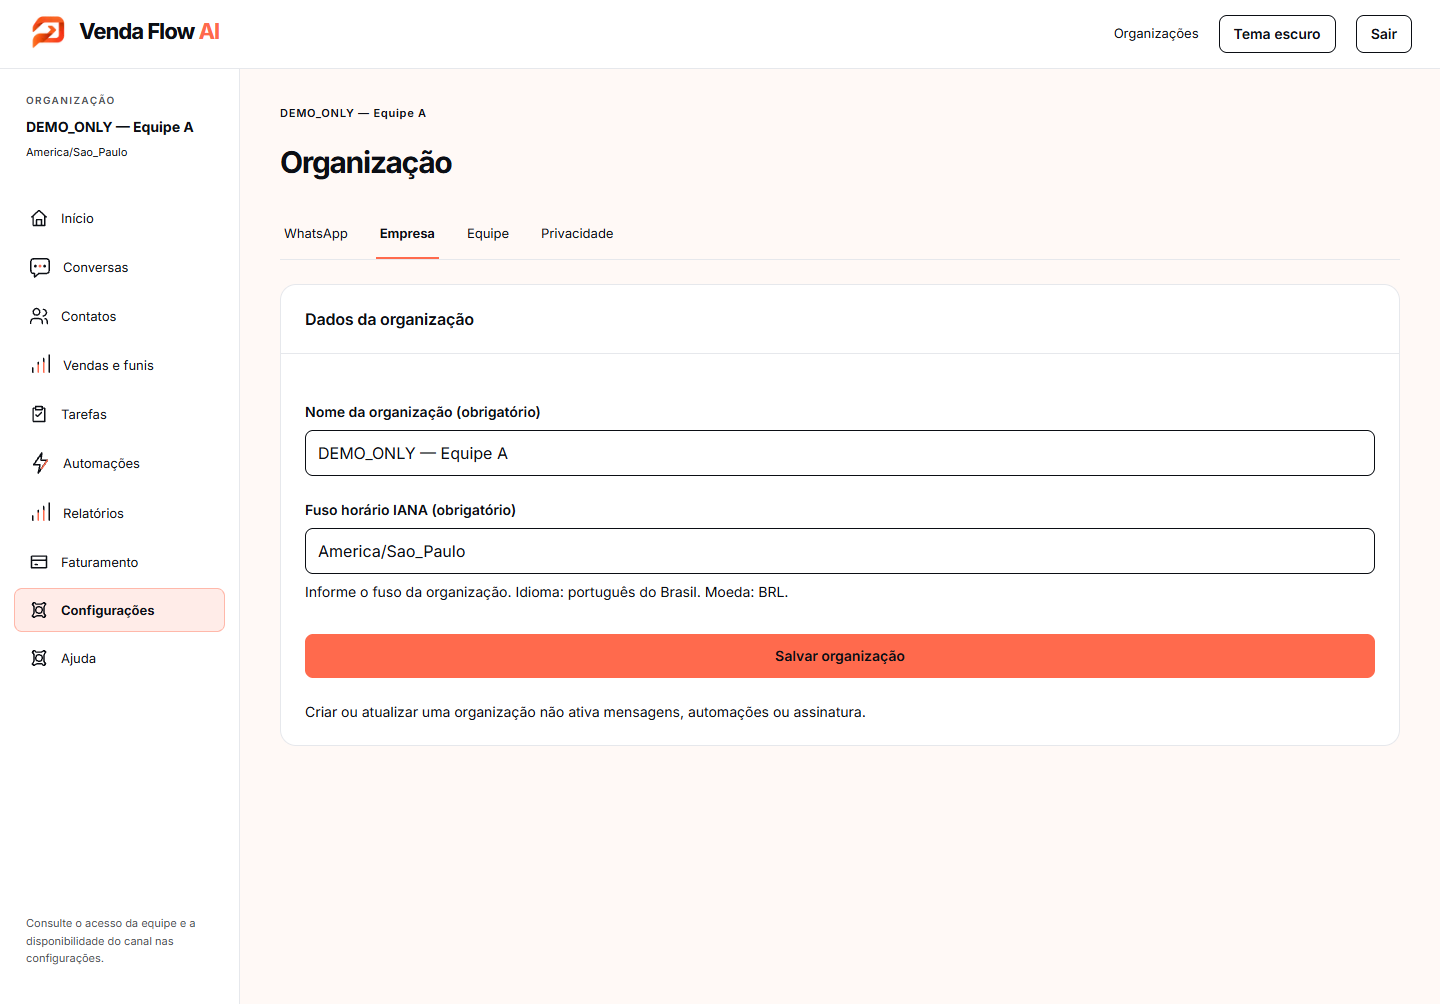 Venda Flow AI
Organizações
Tema escuro
Sair
ORGANIZAÇÃO
DEMO_ONLY — Equipe A
America/Sao_Paulo
Início
Conversas
Contatos
Vendas e funis
Tarefas
Automações
Relatórios
Faturamento
Configurações
Ajuda
Consulte o acesso da equipe e a
disponibilidade do canal nas
configurações.
DEMO_ONLY — Equipe A
Organização
WhatsApp
Empresa
Equipe
Privacidade
Dados da organização
Nome da organização (obrigatório)
DEMO_ONLY — Equipe A
Fuso horário IANA (obrigatório)
America/Sao_Paulo
Informe o fuso da organização. Idioma: português do Brasil. Moeda: BRL.
Salvar organização
Criar ou atualizar uma organização não ativa mensagens, automações ou assinatura.